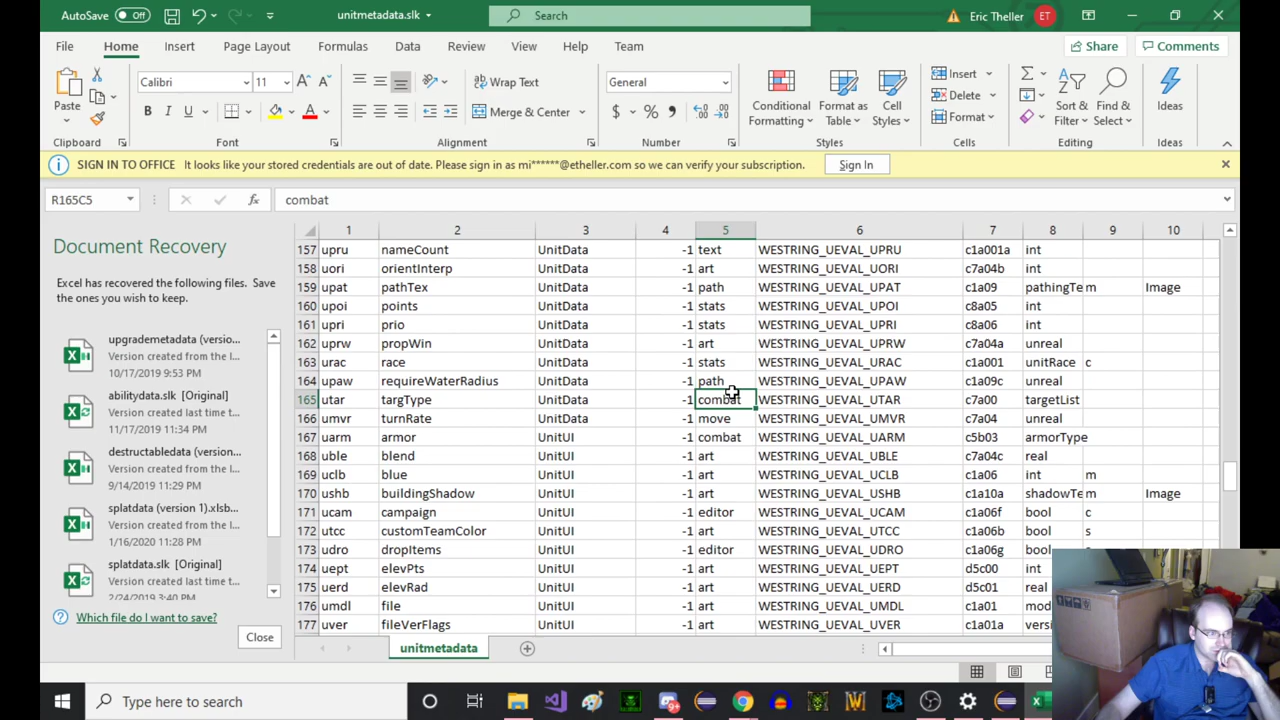 AutoSave Off unitmetadata.slk Search Eric Theller ET
File Home Insert Page Layout Formulas Data Review View Help Team Share Comments
Paste Calibri 11 Wrap Text General Conditional Formatting Format as Table Cell Styles Insert Sort & Filter Find & Select Ideas
B I U Merge & Center $ % Delete
Format
Clipboard Font Alignment Number Styles Cells Editing Ideas
SIGN IN TO OFFICE It looks like your stored credentials are out of date. Please sign in as mi******@etheller.com so we can verify your subscription. Sign In
R165C5 fx combat
Document Recovery
Excel has recovered the following files. Save the ones you wish to keep.
upgrademetadata (versio...
Version created from the l...
10/17/2019 9:53 PM
abilitydata.slk [Original]
Version created last time t...
11/17/2019 11:34 PM
destructabledata (version...
Version created from the l...
9/14/2019 11:29 PM
splatdata (version 1).xlsb...
Version created from the l...
1/16/2020 11:28 PM
splatdata.slk [Original]
Version created last time t...
2/24/2019 3:40 PM
Which file do I want to save?
Close
1 2 3 4 5 6 7 8 9 10
157 upru nameCount UnitData -1 text WESTRING_UEVAL_UPRU c1a001a int
158 uori orientInterp UnitData -1 art WESTRING_UEVAL_UORI c7a04b int
159 upat pathTex UnitData -1 path WESTRING_UEVAL_UPAT c1a09 pathingTe m Image
160 upoi points UnitData -1 stats WESTRING_UEVAL_UPOI c8a05 int
161 upri prio UnitData -1 stats WESTRING_UEVAL_UPRI c8a06 int
162 uprw propWin UnitData -1 art WESTRING_UEVAL_UPRW c7a04a unreal
163 urac race UnitData -1 stats WESTRING_UEVAL_URAC c1a001 unitRace c
164 upaw requireWaterRadius UnitData -1 path WESTRING_UEVAL_UPAW c1a09c unreal
165 utar targType UnitData -1 combat WESTRING_UEVAL_UTAR c7a00 targetList
166 umvr turnRate UnitData -1 move WESTRING_UEVAL_UMVR c7a04 unreal
167 uarm armor UnitUI -1 combat WESTRING_UEVAL_UARM c5b03 armorType
168 uble blend UnitUI -1 art WESTRING_UEVAL_UBLE c7a04c real
169 uclb blue UnitUI -1 art WESTRING_UEVAL_UCLB c1a06 int m
170 ushb buildingShadow UnitUI -1 art WESTRING_UEVAL_USHB c1a10a shadowTe m Image
171 ucam campaign UnitUI -1 editor WESTRING_UEVAL_UCAM c1a06f bool c
172 utcc customTeamColor UnitUI -1 art WESTRING_UEVAL_UTCC c1a06b bool s
173 udro dropItems UnitUI -1 editor WESTRING_UEVAL_UDRO c1a06g bool
174 uept elevPts UnitUI -1 art WESTRING_UEVAL_UEPT d5c00 int
175 uerd elevRad UnitUI -1 art WESTRING_UEVAL_UERD d5c01 real
176 umdl file UnitUI -1 art WESTRING_UEVAL_UMDL c1a01 mod
177 uver fileVerFlags UnitUI -1 art WESTRING_UEVAL_UVER c1a01a versi
unitmetadata
Type here to search